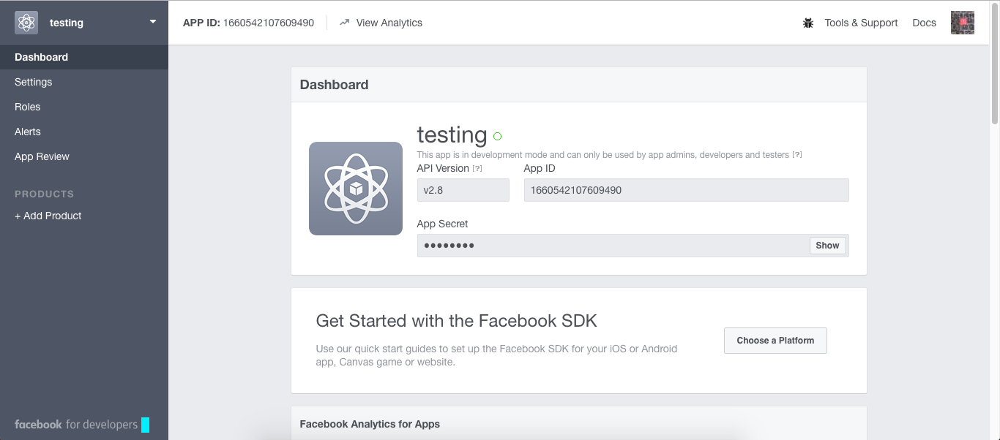 testing
APP ID: 1660542107609490
View Analytics
Tools & Support
Docs
Dashboard
Settings
Roles
Alerts
App Review
PRODUCTS
+ Add Product
facebook for developers
Dashboard
testing
This app is in development mode and can only be used by app admins, developers and testers [?]
API Version [?]
App ID
v2.8
1660542107609490
App Secret
●●●●●●●●
Show
Get Started with the Facebook SDK
Use our quick start guides to set up the Facebook SDK for your iOS or Android
app, Canvas game or website.
Choose a Platform
Facebook Analytics for Apps